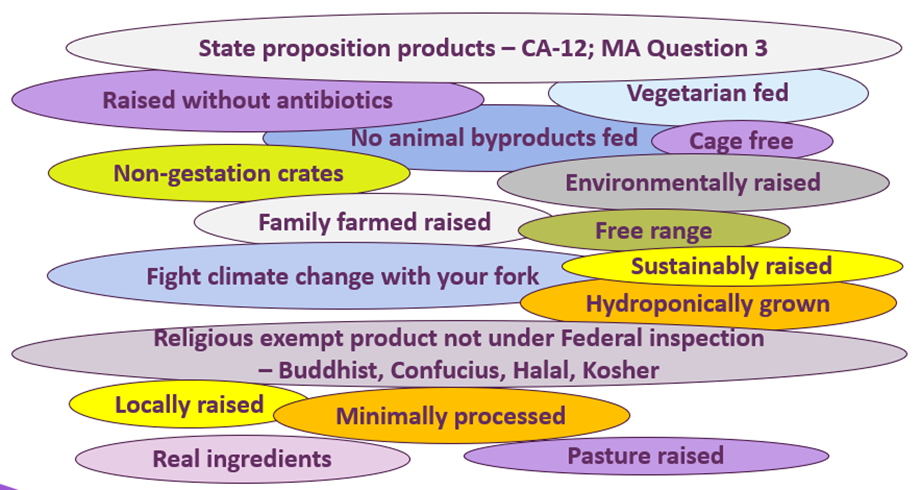 State proposition products – CA-12; MA Question 3
Raised without antibiotics
Vegetarian fed
No animal byproducts fed
Cage free
Non-gestation crates
Environmentally raised
Family farmed raised
Free range
Fight climate change with your fork
Sustainably raised
Hydroponically grown
Religious exempt product not under Federal inspection
– Buddhist, Confucius, Halal, Kosher
Locally raised
Minimally processed
Real ingredients
Pasture raised